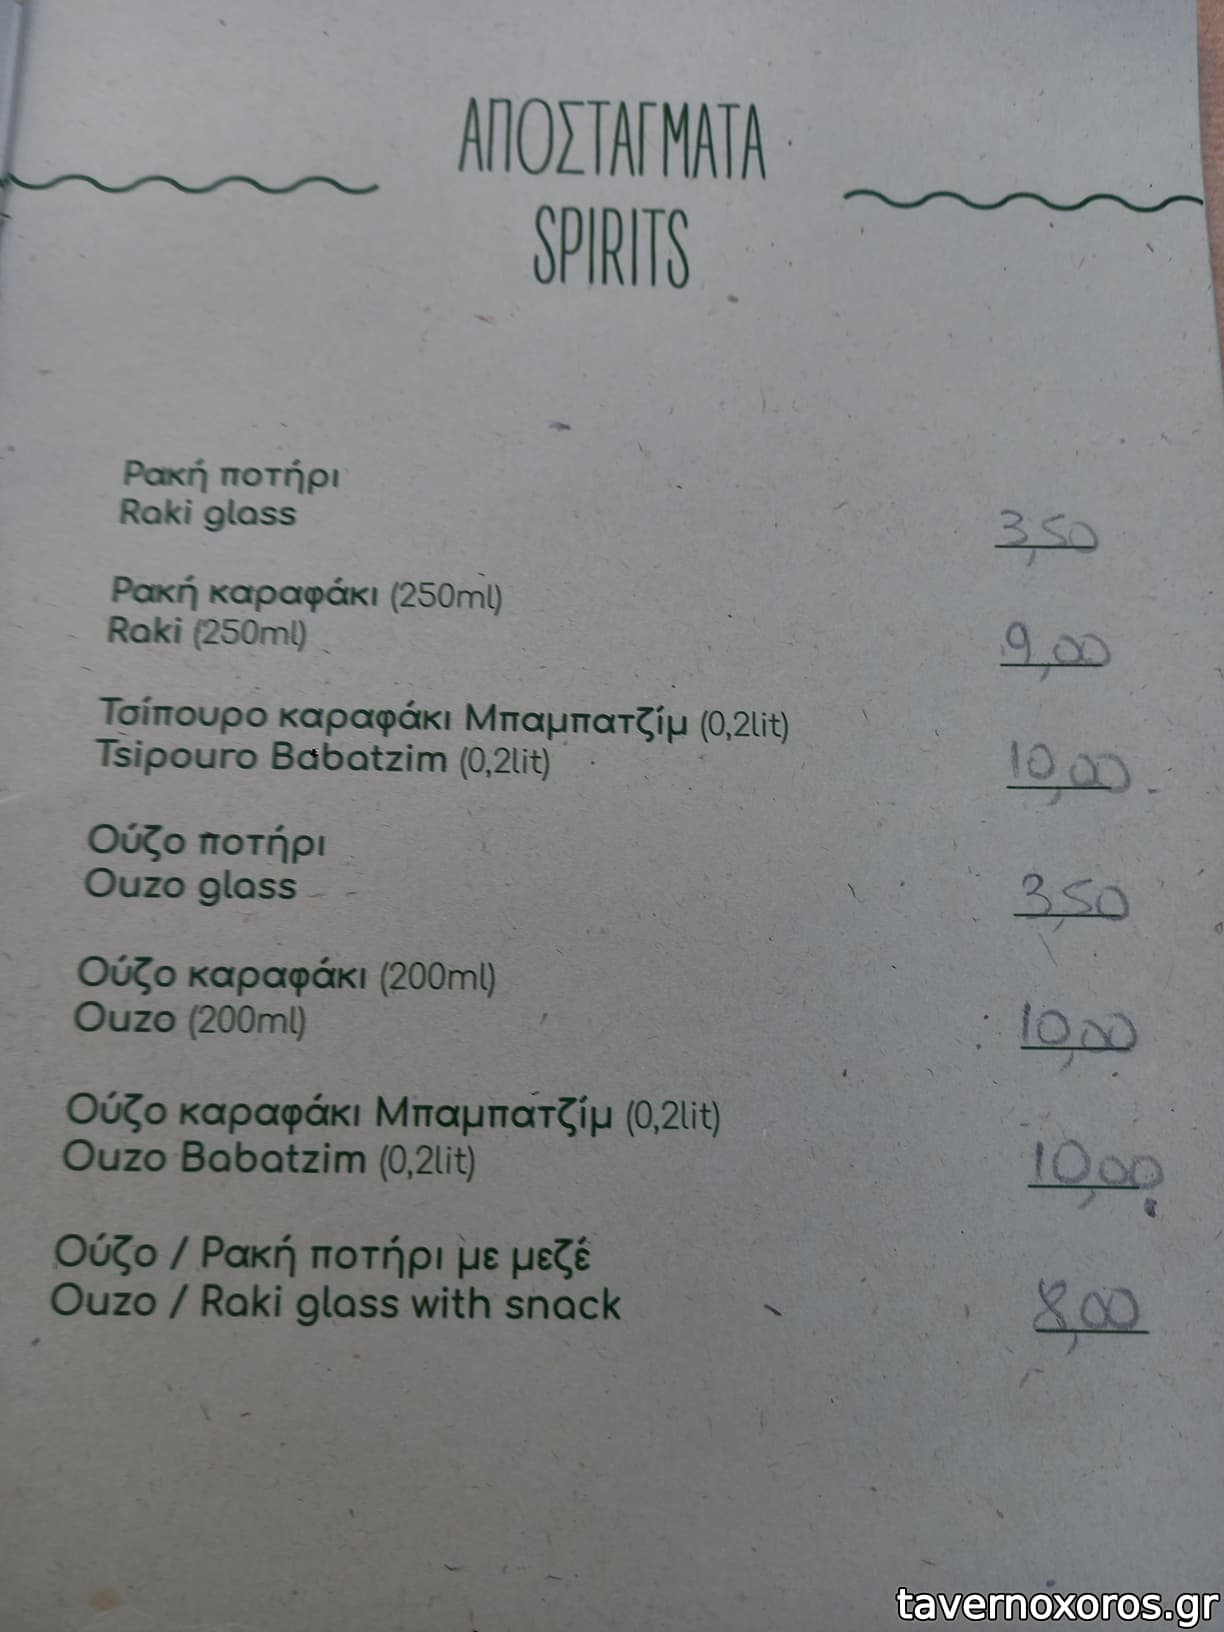 ΑΠΟΣΤΑΓΜΑΤΑ
SPIRITS
Ρακή ποτήρι
Raki glass 3,50
Ρακή καραφάκι (250ml)
Raki (250ml) 9,00
Τσίπουρο καραφάκι Μπαμπατζίμ (0,2lit)
Tsipouro Babatzim (0,2lit) 10,00
Ούζο ποτήρι
Ouzo glass 3,50
Ούζο καραφάκι (200ml)
Ouzo (200ml) 10,00
Ούζο καραφάκι Μπαμπατζίμ (0,2lit)
Ouzo Babatzim (0,2lit) 10,00
Ούζο / Ρακή ποτήρι με μεζέ
Ouzo / Raki glass with snack 8,00
tavernoxoros.gr